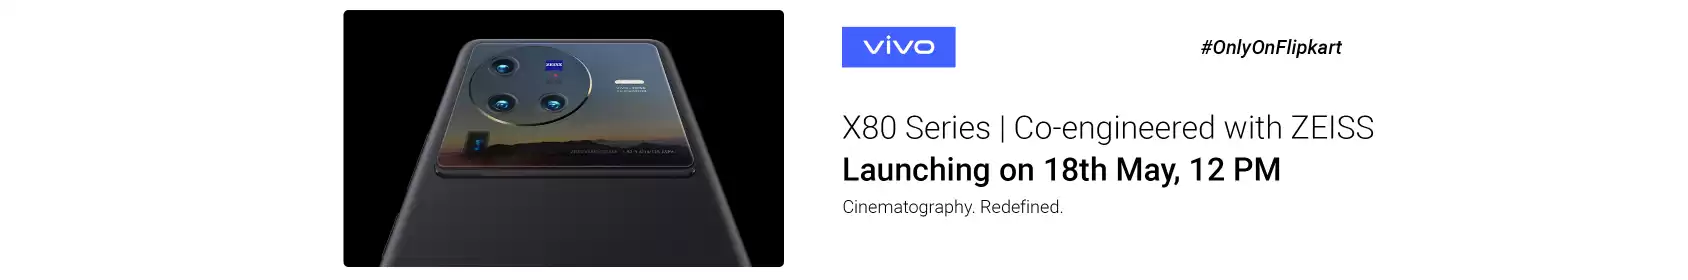 ZEISS
vivo
#OnlyOnFlipkart
X80 Series | Co-engineered with ZEISS
Launching on 18th May, 12 PM
Cinematography. Redefined.